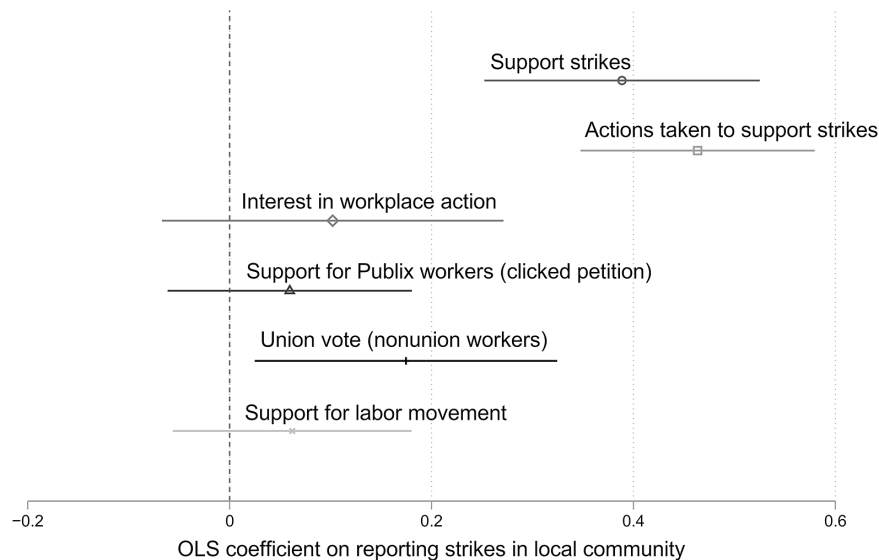 Support strikes
Actions taken to support strikes
Interest in workplace action
Support for Publix workers (clicked petition)
Union vote (nonunion workers)
Support for labor movement
−0.2 0 0.2 0.4 0.6
OLS coefficient on reporting strikes in local community